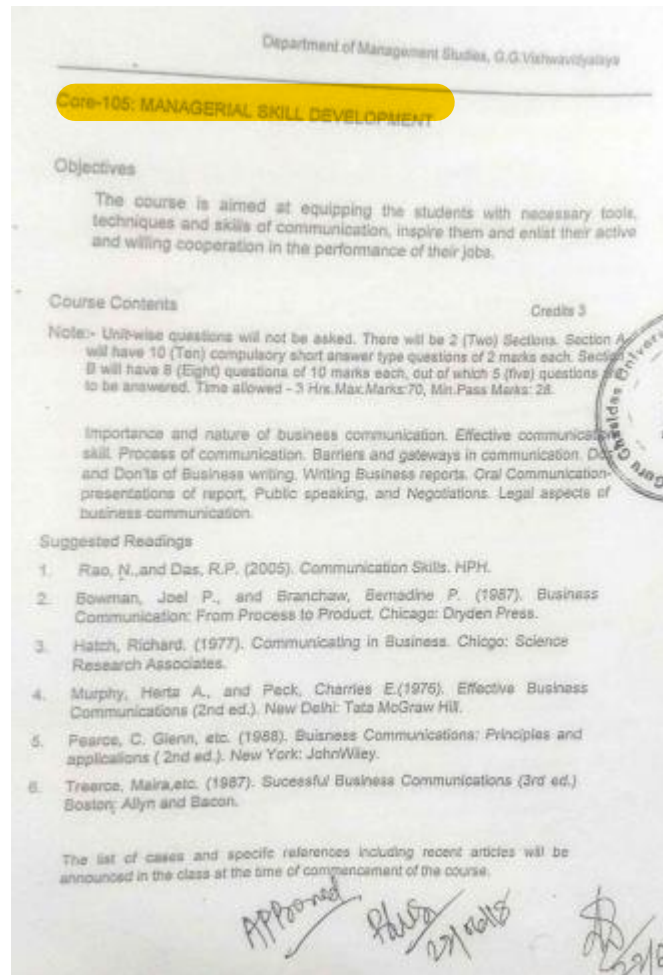 Department of Management Studies, G.G.Vishwavidyalaya
Core-105: MANAGERIAL SKILL DEVELOPMENT
Objectives
The course is aimed at equipping the students with necessary tools,
techniques and skills of communication, inspire them and enlist their active
and willing cooperation in the performance of their jobs.
Course Contents
Credits 3
Note:- Unit-wise questions will not be asked. There will be 2 (Two) Sections. Section A
will have 10 (Ten) compulsory short answer type questions of 2 marks each. Section
B will have 8 (Eight) questions of 10 marks each, out of which 5 (five) questions
to be answered. Time allowed - 3 Hrs.Max.Marks:70, Min.Pass Marks: 28.
Importance and nature of business communication. Effective communication
skill. Process of communication. Barriers and gateways in communication. Do's
and Don'ts of Business writing. Writing Business reports. Oral Communication-
presentations of report, Public speaking, and Negotiations. Legal aspects of
business communication.
Suggested Readings
1. Rao, N.,and Das, R.P. (2005). Communication Skills. HPH.
2. Bowman, Joel P., and Branchaw, Bernadine P. (1987). Business
Communication: From Process to Product. Chicago: Dryden Press.
3. Hatch, Richard. (1977). Communicating in Business. Chicgo: Science
Research Associates.
4. Murphy, Herta A., and Peck, Charrles E.(1976). Effective Business
Communications (2nd ed.). New Delhi: Tata McGraw Hill.
5. Pearce, C. Glenn, etc. (1988). Buisness Communications: Principles and
applications ( 2nd ed.). New York: JohnWiley.
6. Treerce, Maira,etc. (1987). Sucessful Business Communications (3rd ed.)
Boston: Allyn and Bacon.
The list of cases and specific references including recent articles will be
announced in the class at the time of commencement of the course.
Approved